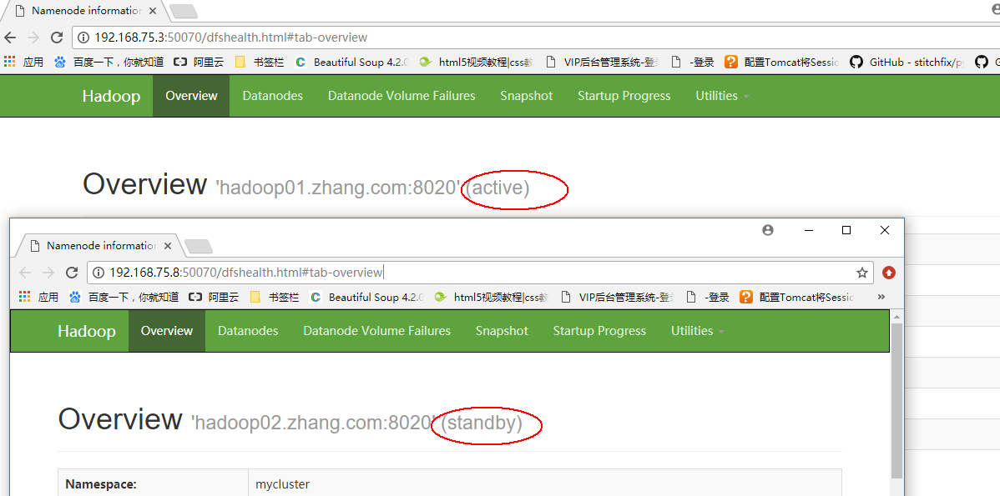 Namenode information
192.168.75.3:50070/dfshealth.html#tab-overview
应用 百度一下，你就知道 阿里云 书签栏 Beautiful Soup 4.2.0 html5视频教程|css教 VIP后台管理系统-登录 -登录 配置Tomcat将Sessio GitHub - stitchfix/py
Hadoop Overview Datanodes Datanode Volume Failures Snapshot Startup Progress Utilities
Overview 'hadoop01.zhang.com:8020' (active)
Namenode information
192.168.75.8:50070/dfshealth.html#tab-overview
应用 百度一下，你就知道 阿里云 书签栏 Beautiful Soup 4.2.0 html5视频教程|css教 VIP后台管理系统-登录 -登录 配置Tomcat将Sessic »
Hadoop Overview Datanodes Datanode Volume Failures Snapshot Startup Progress Utilities
Overview 'hadoop02.zhang.com:8020' (standby)
Namespace: mycluster